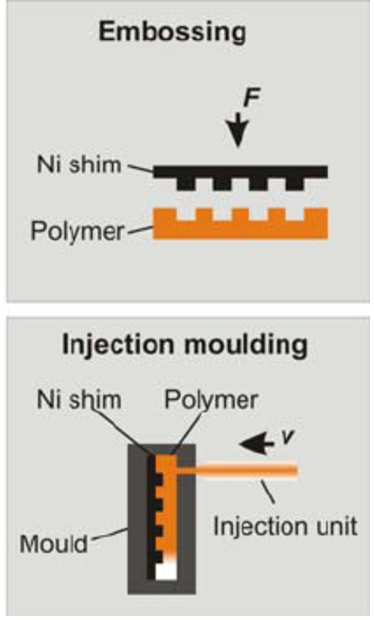 Embossing
F
Ni shim
Polymer
Injection moulding
Ni shim Polymer
v
Injection unit
Mould